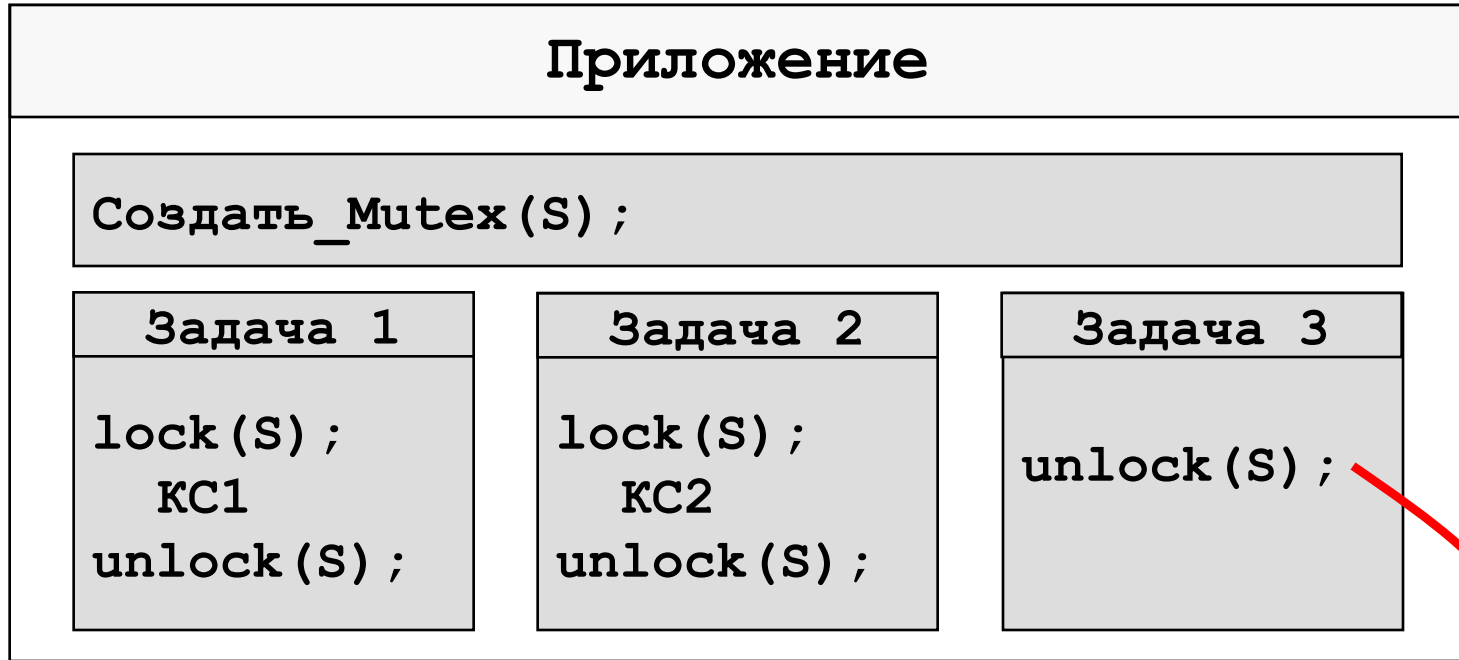 Приложение
Создать_Mutex(S);
Задача 1
lock(S);
КС1
unlock(S);
Задача 2
lock(S);
КС2
unlock(S);
Задача 3
unlock(S);